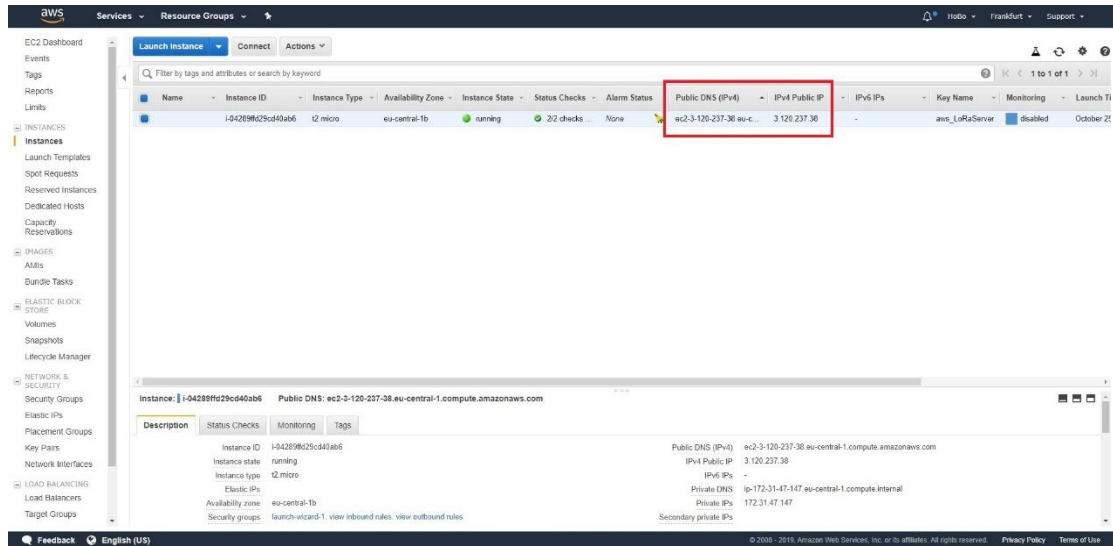 aws Services Resource Groups HoBo Frankfurt Support
EC2 Dashboard
Events
Tags
Reports
Limits
INSTANCES
Instances
Launch Templates
Spot Requests
Reserved Instances
Dedicated Hosts
Capacity
Reservations
IMAGES
AMIs
Bundle Tasks
ELASTIC BLOCK
STORE
Volumes
Snapshots
Lifecycle Manager
NETWORK &
SECURITY
Security Groups
Elastic IPs
Placement Groups
Key Pairs
Network Interfaces
LOAD BALANCING
Load Balancers
Target Groups
Launch Instance Connect Actions
Filter by tags and attributes or search by keyword 1 to 1 of 1
Name Instance ID Instance Type Availability Zone Instance State Status Checks Alarm Status Public DNS (IPv4) IPv4 Public IP IPv6 IPs Key Name Monitoring Launch Ti
i-04289ffd29cd40ab6 t2.micro eu-central-1b running 2/2 checks ... None ec2-3-120-237-38.eu-c... 3.120.237.38 - aws_LoRaServer disabled October 25
Instance: i-04289ffd29cd40ab6 Public DNS: ec2-3-120-237-38.eu-central-1.compute.amazonaws.com
Description Status Checks Monitoring Tags
Instance ID i-04289ffd29cd40ab6 Public DNS (IPv4) ec2-3-120-237-38.eu-central-1.compute.amazonaws.com
Instance state running IPv4 Public IP 3.120.237.38
Instance type t2.micro IPv6 IPs -
Elastic IPs Private DNS ip-172-31-47-147.eu-central-1.compute.internal
Availability zone eu-central-1b Private IPs 172.31.47.147
Security groups launch-wizard-1. view inbound rules. view outbound rules Secondary private IPs
Feedback English (US) © 2008 - 2019, Amazon Web Services, Inc. or its affiliates. All rights reserved. Privacy Policy Terms of Use